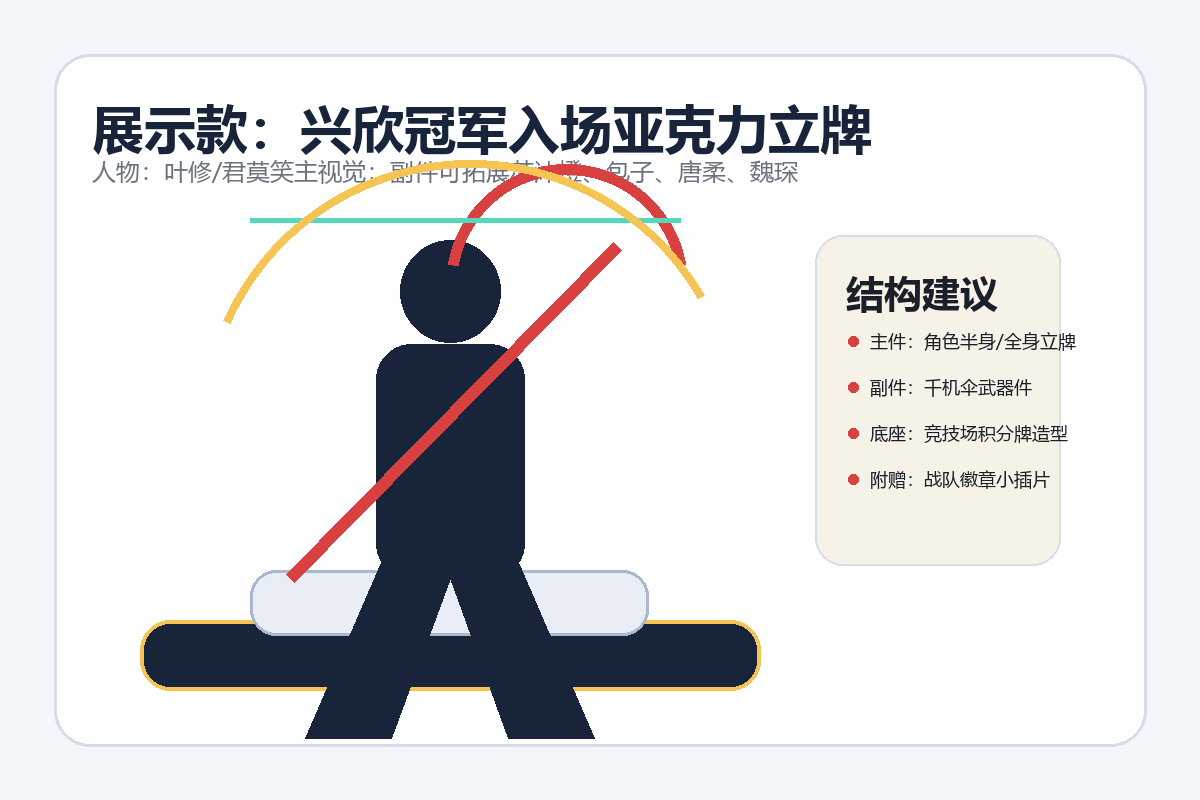 展示款：兴欣冠军入场亚克力立牌
人物：叶修/君莫笑主视觉；副件可拓展苏沐橙、包子、唐柔、魏琛
结构建议
主件：角色半身/全身立牌
副件：千机伞武器件
底座：竞技场积分牌造型
附赠：战队徽章小插片